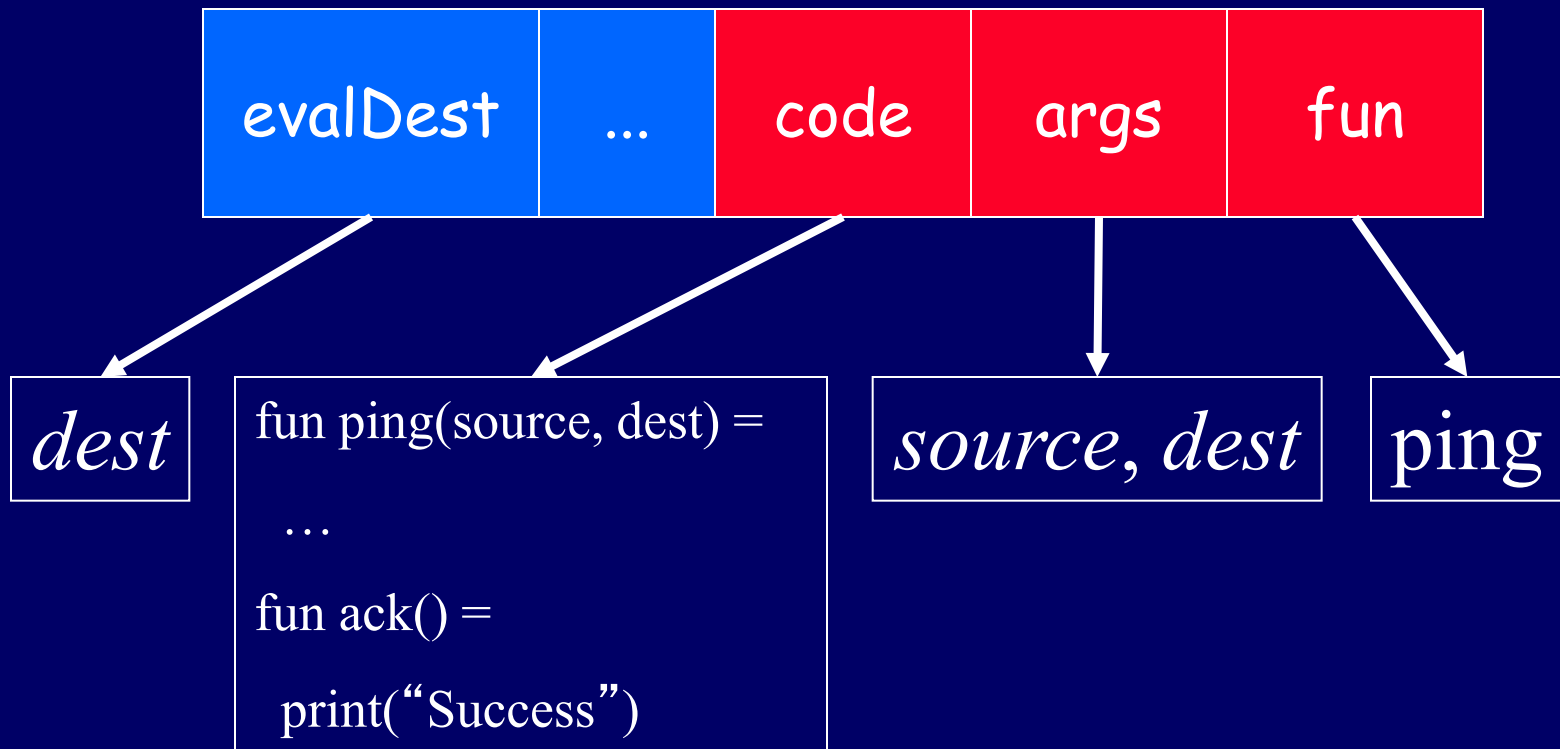 evalDest ... code args fun
dest
fun ping(source, dest) =
…
fun ack() =
print(“Success”)
source, dest
ping